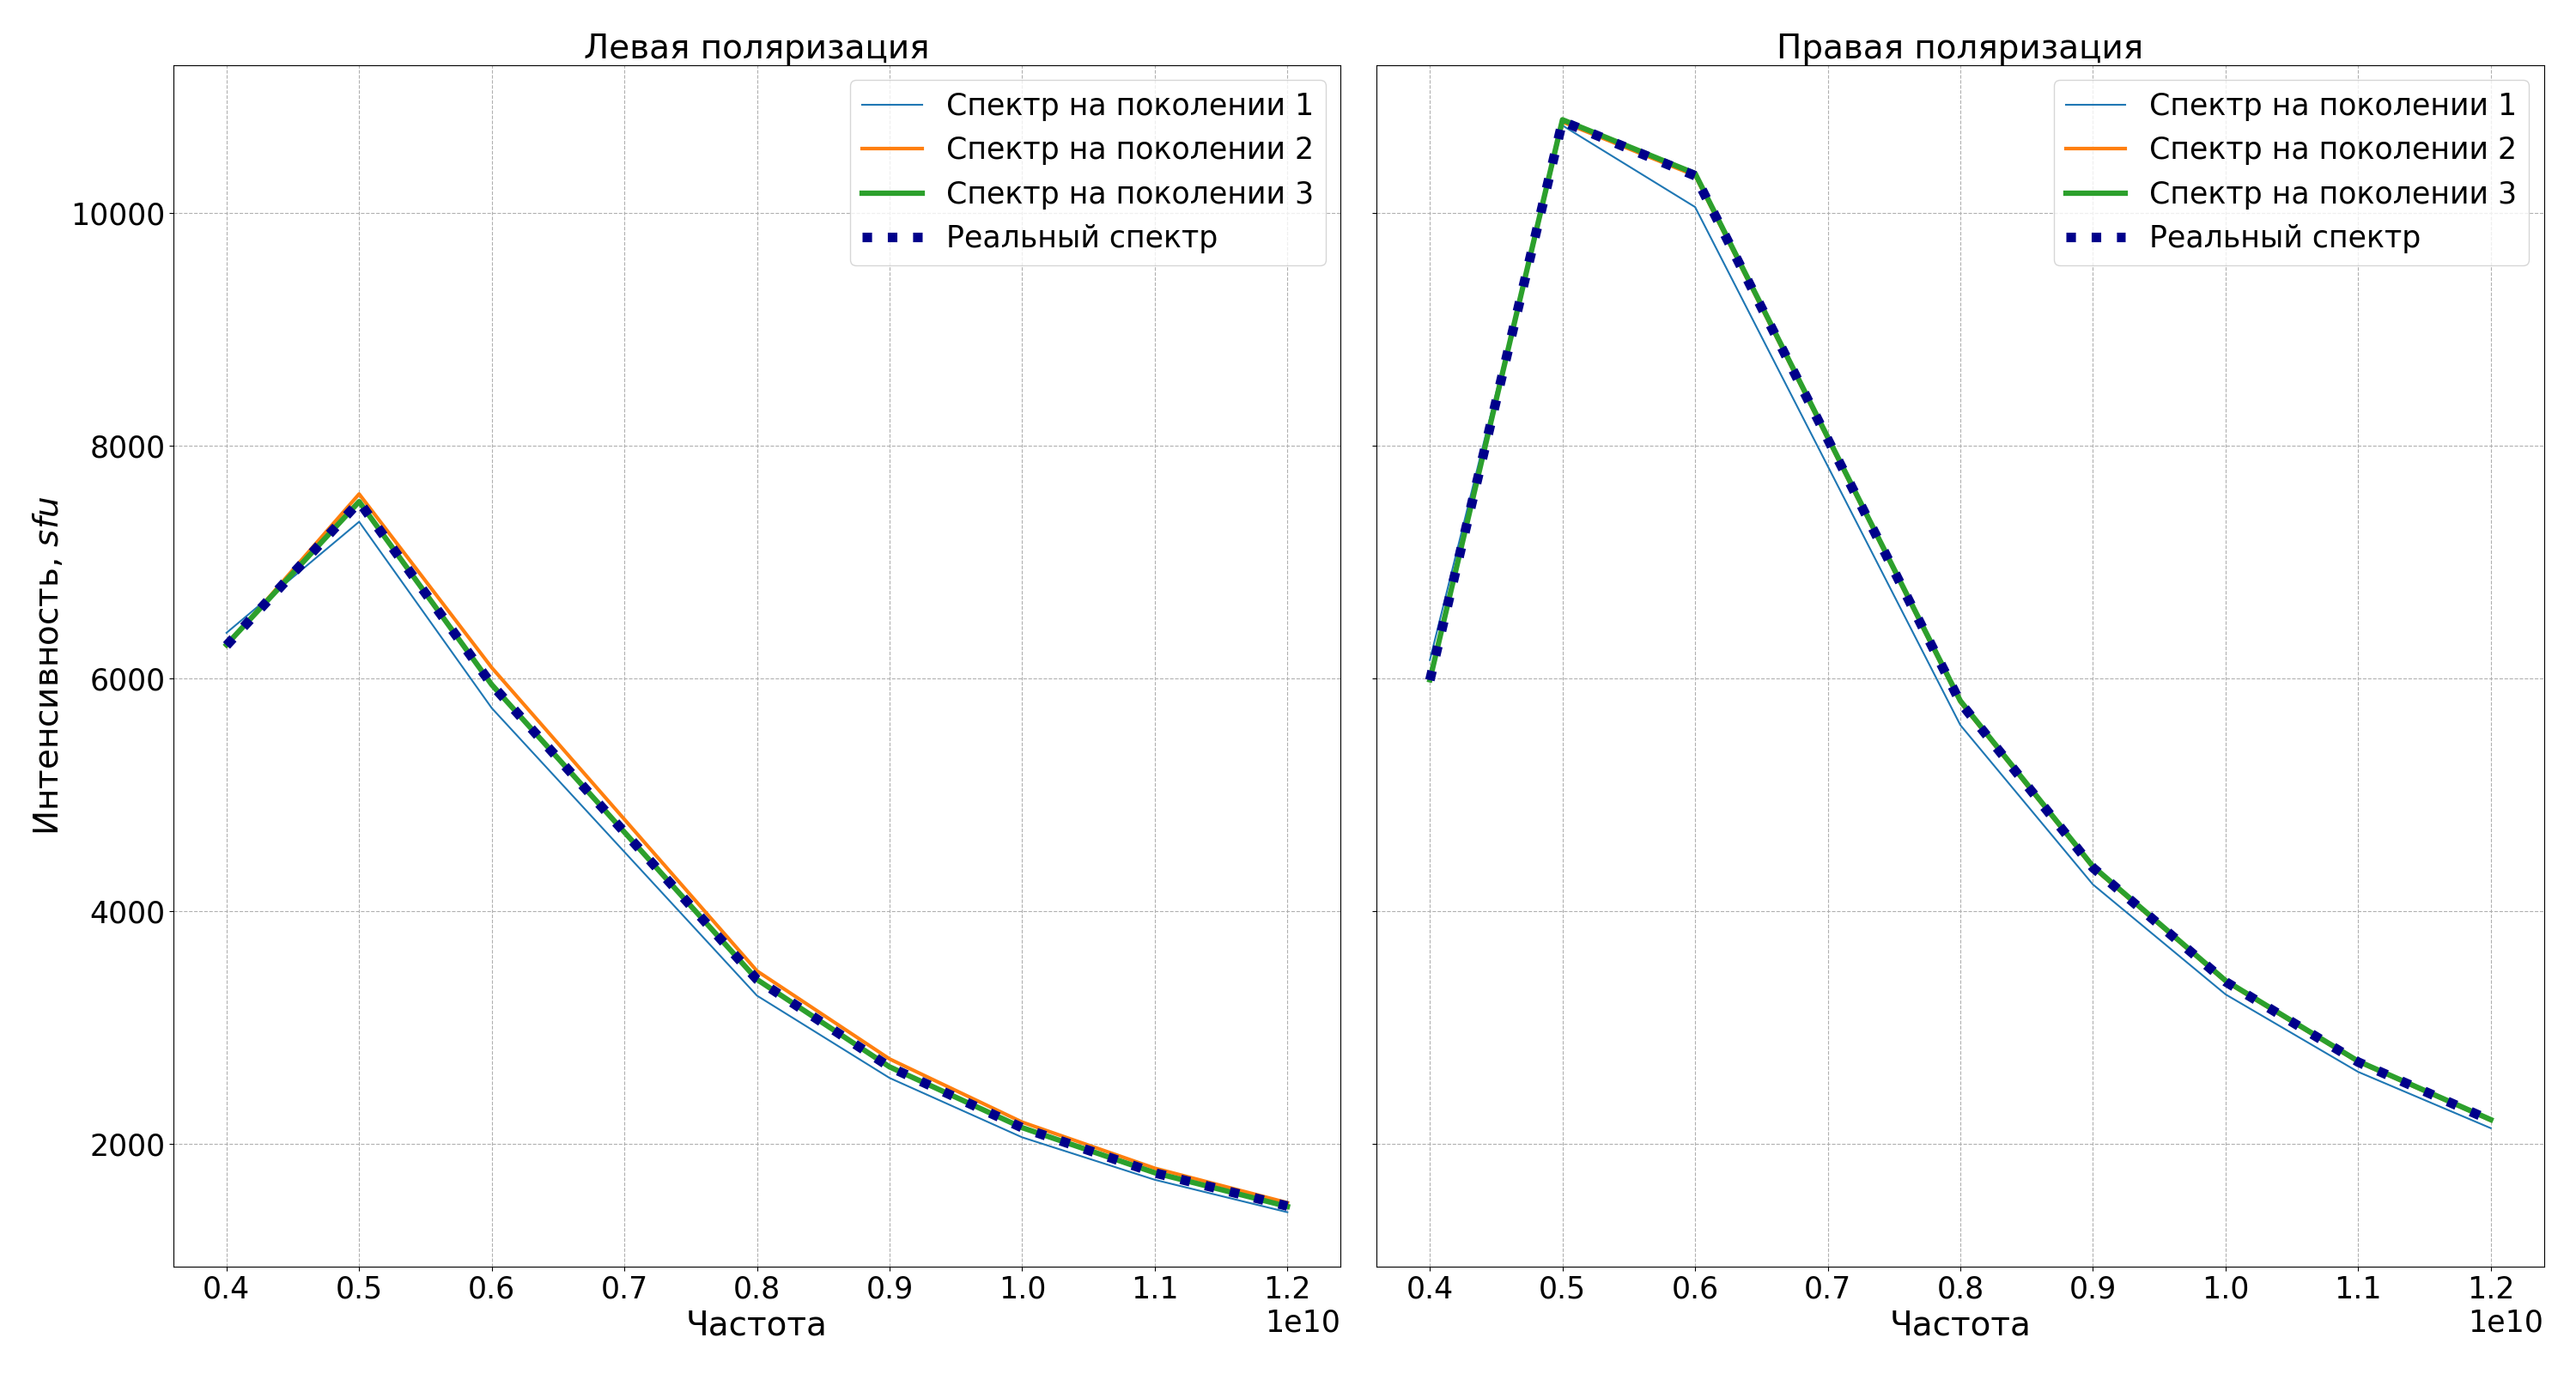 Левая поляризация
Спектр на поколении 1
Спектр на поколении 2
Спектр на поколении 3
Реальный спектр
Интенсивность, sfu
10000
8000
6000
4000
2000
0.4 0.5 0.6 0.7 0.8 0.9 1.0 1.1 1.2
1e10
Частота
Правая поляризация
Спектр на поколении 1
Спектр на поколении 2
Спектр на поколении 3
Реальный спектр
0.4 0.5 0.6 0.7 0.8 0.9 1.0 1.1 1.2
1e10
Частота